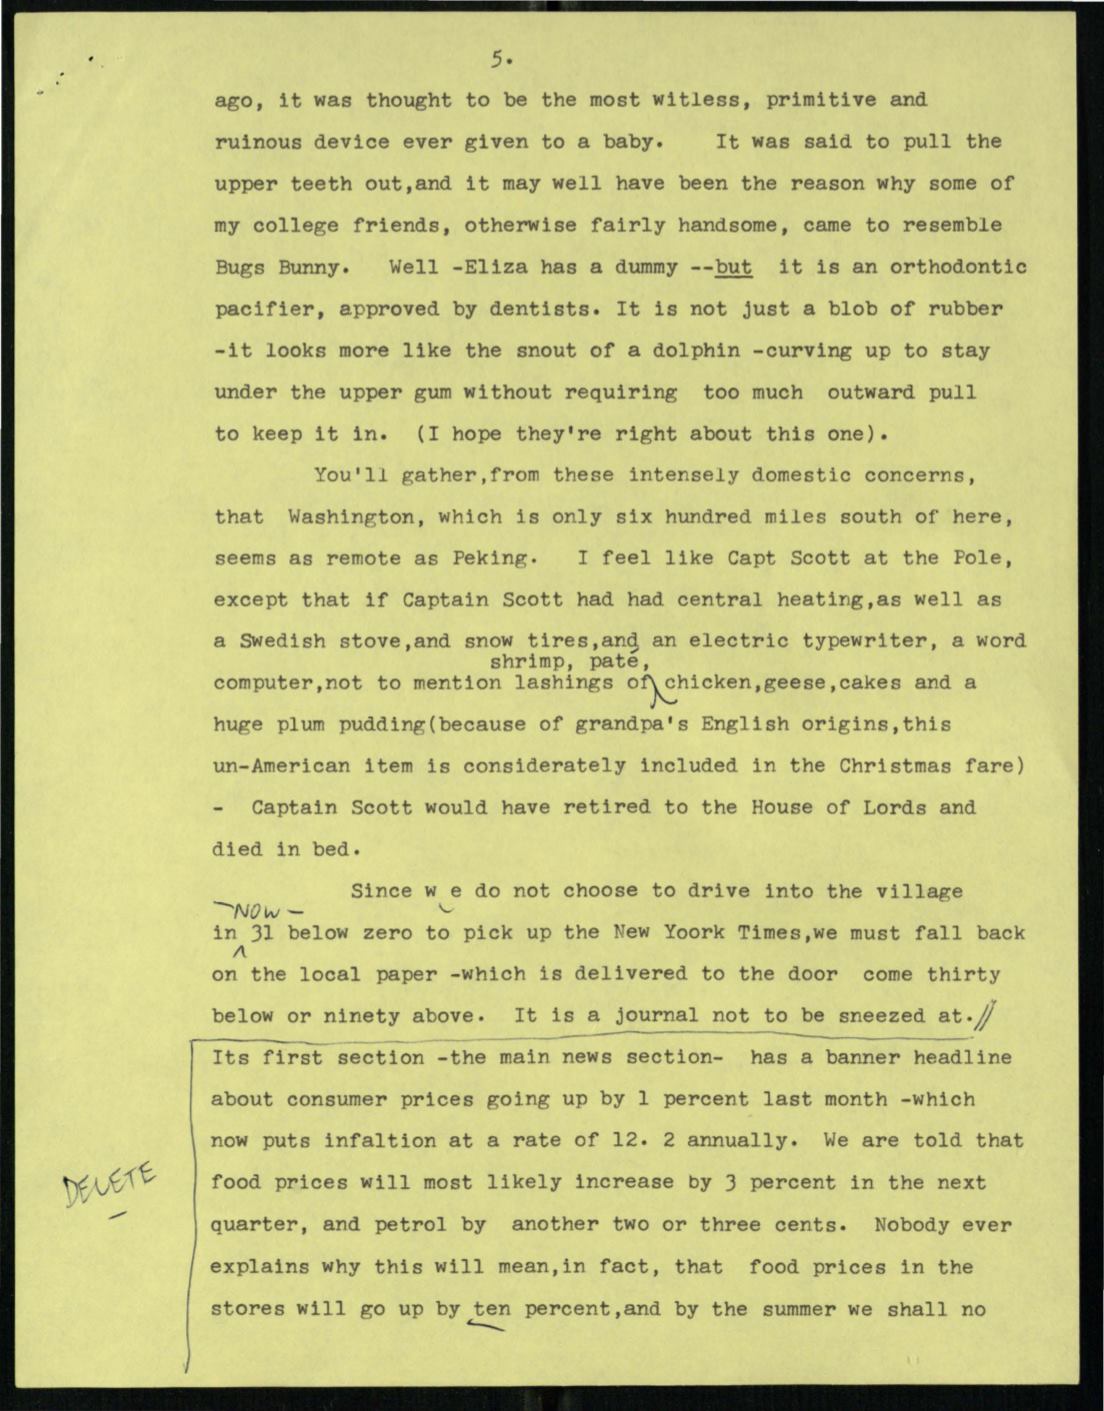 5.
ago, it was thought to be the most witless, primitive and
ruinous device ever given to a baby. It was said to pull the
upper teeth out,and it may well have been the reason why some of
my college friends, otherwise fairly handsome, came to resemble
Bugs Bunny. Well -Eliza has a dummy --but it is an orthodontic
pacifier, approved by dentists. It is not just a blob of rubber
-it looks more like the snout of a dolphin -curving up to stay
under the upper gum without requiring too much outward pull
to keep it in. (I hope they're right about this one).
You'll gather,from these intensely domestic concerns,
that Washington, which is only six hundred miles south of here,
seems as remote as Peking. I feel like Capt Scott at the Pole,
except that if Captain Scott had had central heating,as well as
a Swedish stove,and snow tires,and an electric typewriter, a word
shrimp, paté,
computer,not to mention lashings of chicken,geese,cakes and a
huge plum pudding(because of grandpa's English origins,this
un-American item is considerately included in the Christmas fare)
- Captain Scott would have retired to the House of Lords and
died in bed.
Since w e do not choose to drive into the village
-NOW-
in 31 below zero to pick up the New Yoork Times,we must fall back
on the local paper -which is delivered to the door come thirty
below or ninety above. It is a journal not to be sneezed at.//
Its first section -the main news section- has a banner headline
about consumer prices going up by 1 percent last month -which
now puts infaltion at a rate of 12. 2 annually. We are told that
DELETE
food prices will most likely increase by 3 percent in the next
quarter, and petrol by another two or three cents. Nobody ever
explains why this will mean,in fact, that food prices in the
stores will go up by ten percent,and by the summer we shall no